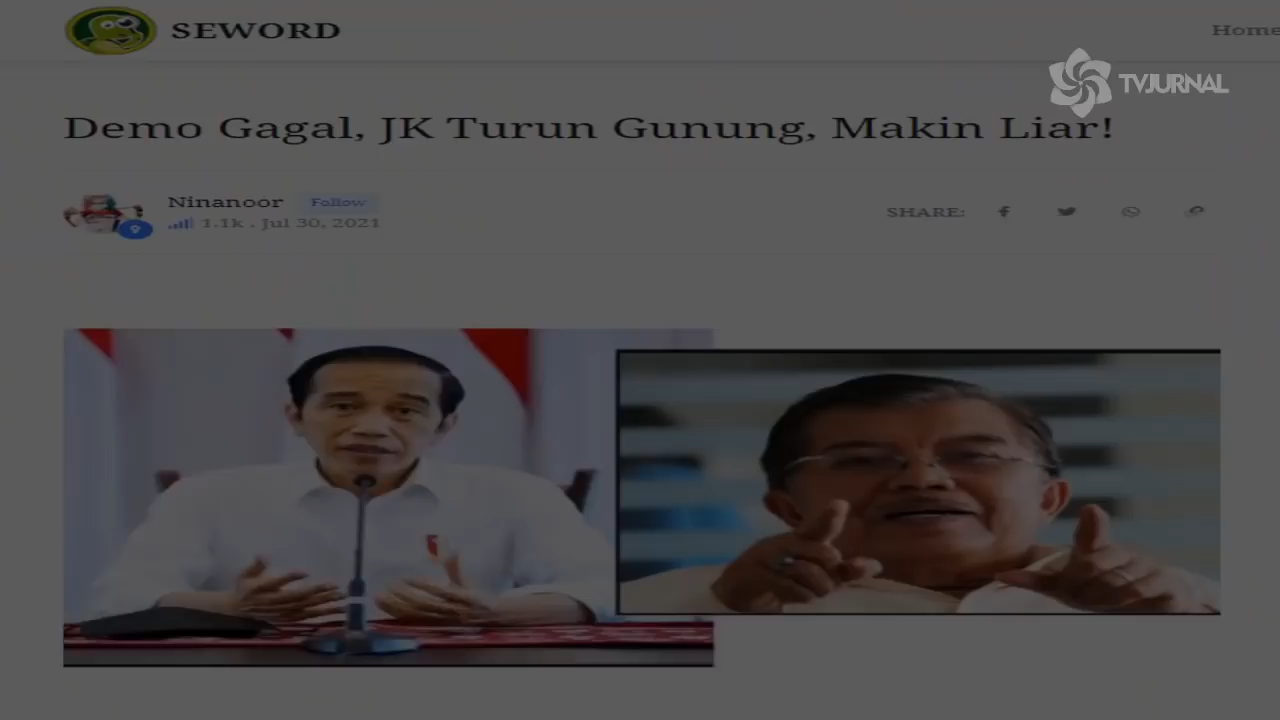 SEWORD
Home
TVJURNAL
Demo Gagal, JK Turun Gunung, Makin Liar!
Ninanoor Follow
1.1k . Jul 30, 2021
SHARE: